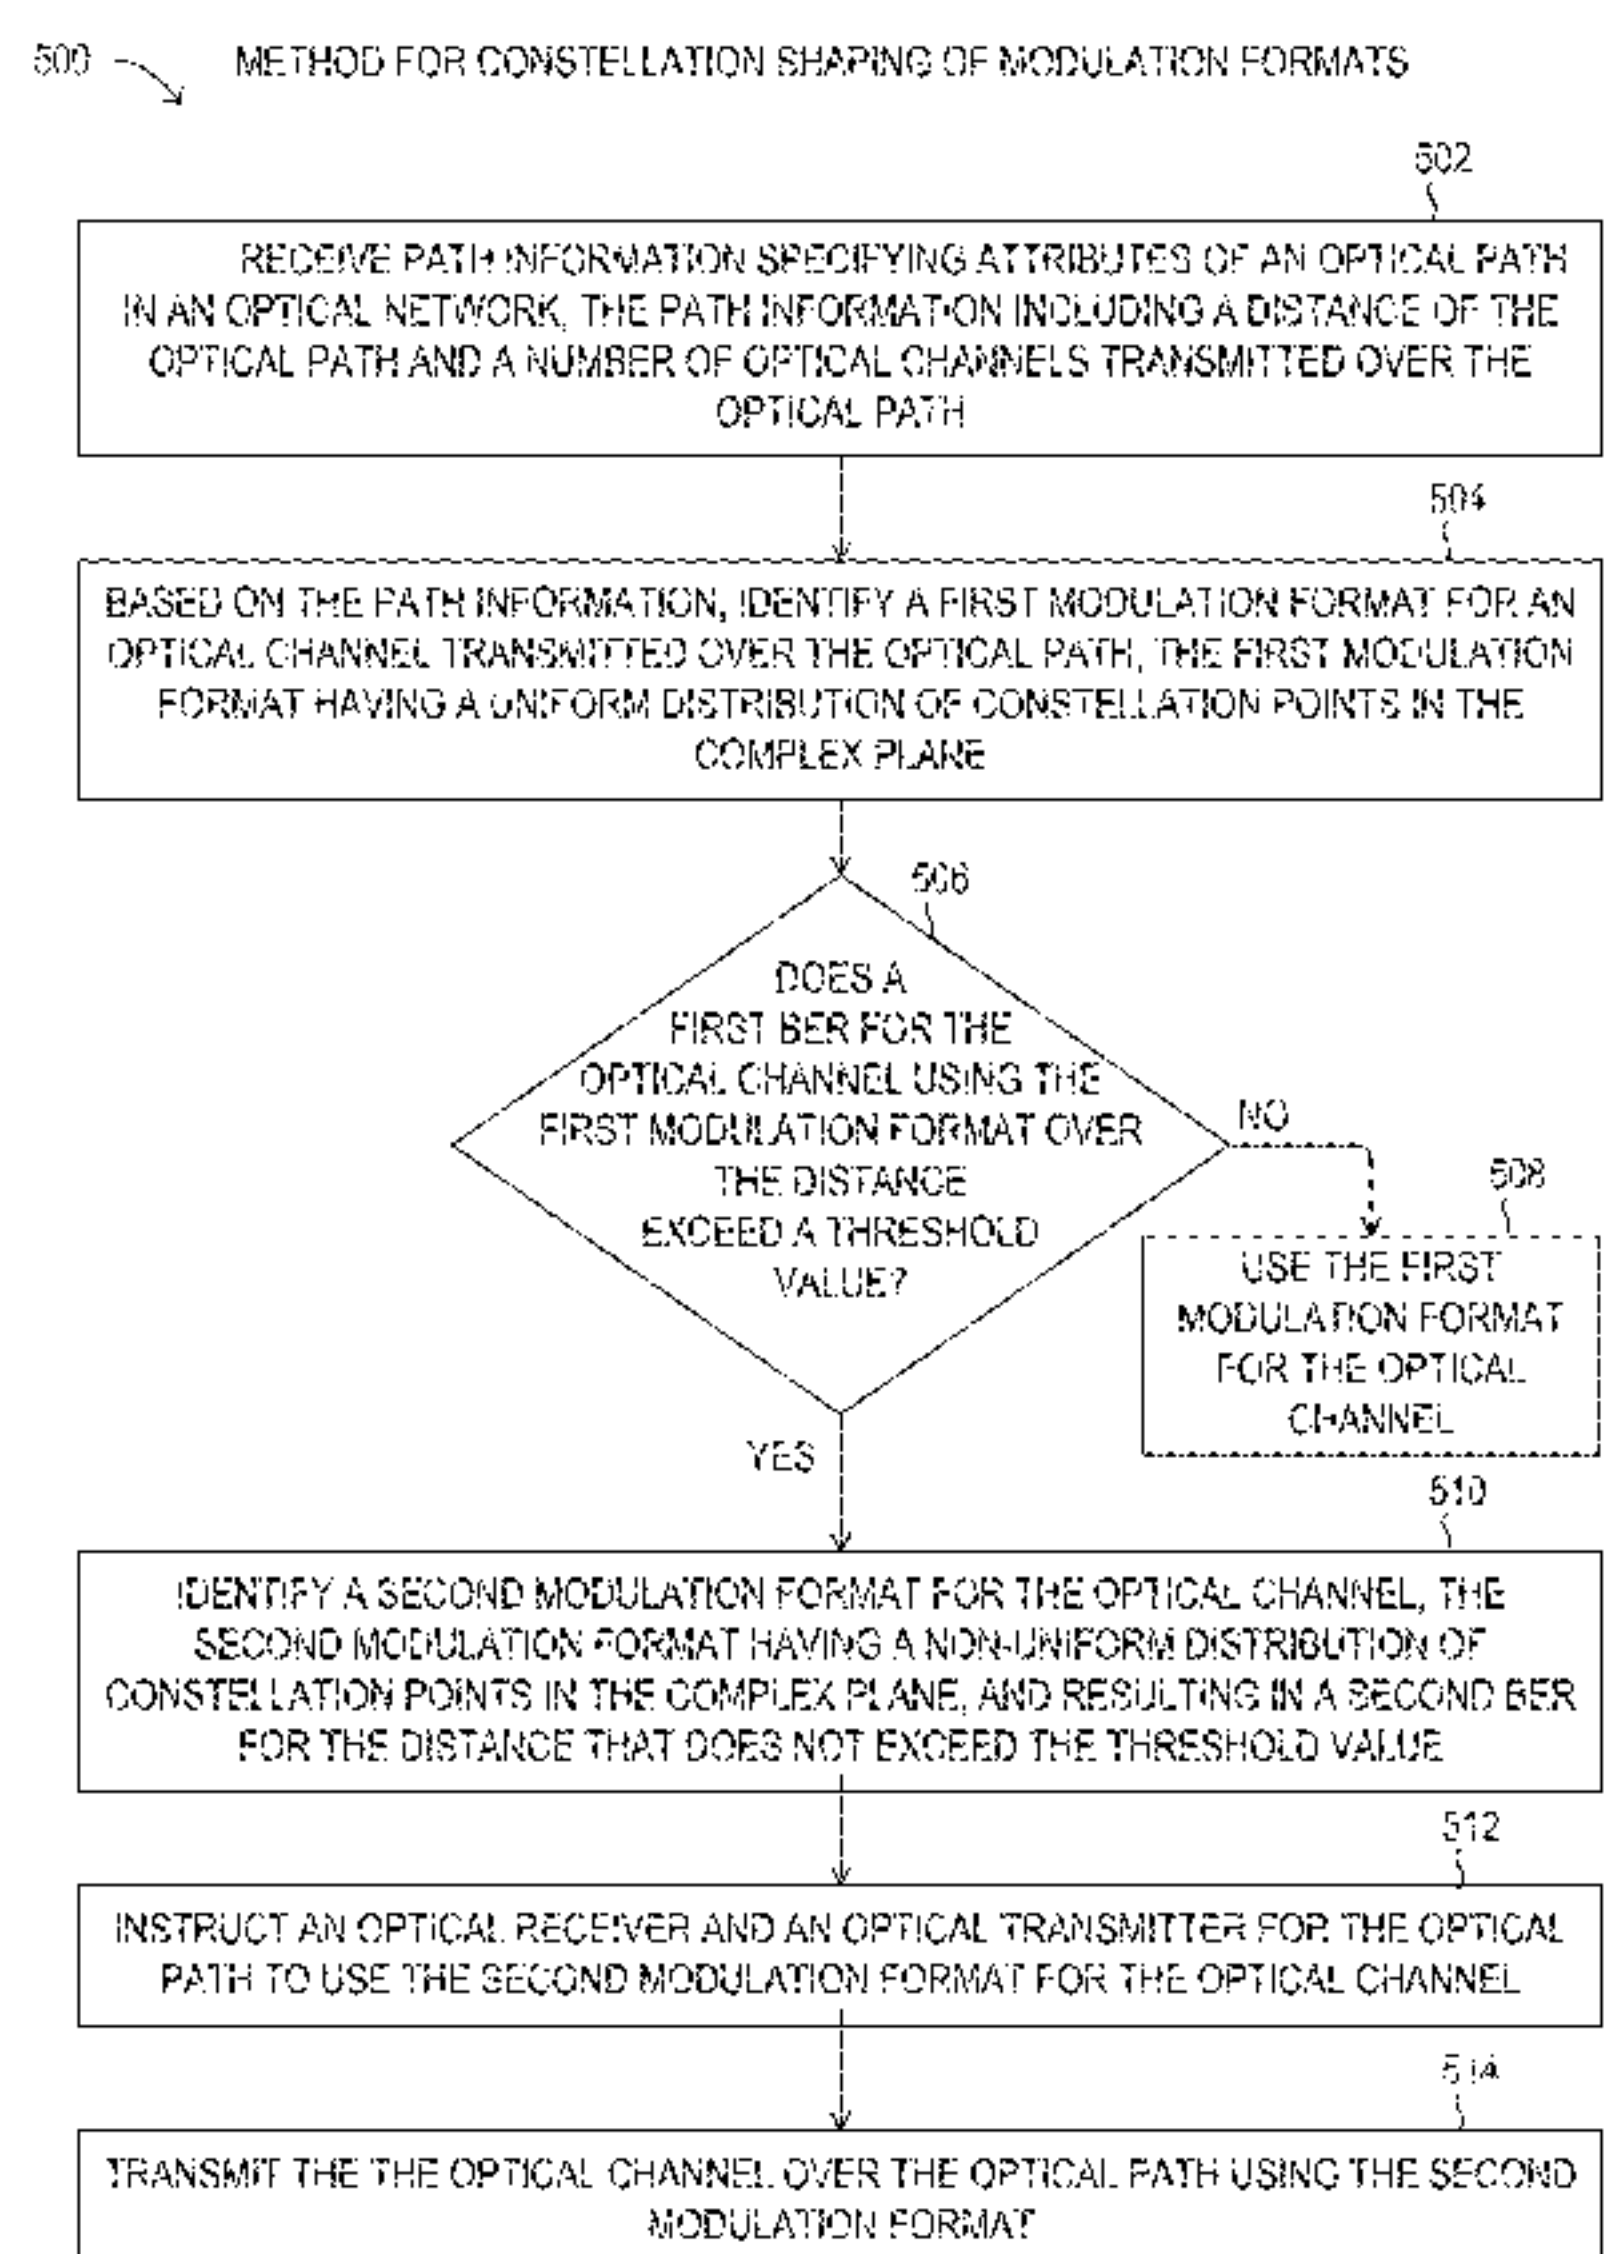 500
METHOD FOR CONSTELLATION SHAPING OF MODULATION FORMATS
502
RECEIVE PATH INFORMATION SPECIFYING ATTRIBUTES OF AN OPTICAL PATH
IN AN OPTICAL NETWORK, THE PATH INFORMATION INCLUDING A DISTANCE OF THE
OPTICAL PATH AND A NUMBER OF OPTICAL CHANNELS TRANSMITTED OVER THE
OPTICAL PATH
504
BASED ON THE PATH INFORMATION, IDENTIFY A FIRST MODULATION FORMAT FOR AN
OPTICAL CHANNEL TRANSMITTED OVER THE OPTICAL PATH, THE FIRST MODULATION
FORMAT HAVING A UNIFORM DISTRIBUTION OF CONSTELLATION POINTS IN THE
COMPLEX PLANE
506
DOES A
FIRST BER FOR THE
OPTICAL CHANNEL USING THE
FIRST MODULATION FORMAT OVER
THE DISTANCE
EXCEED A THRESHOLD
VALUE?
NO
508
USE THE FIRST
MODULATION FORMAT
FOR THE OPTICAL
CHANNEL
YES
510
IDENTIFY A SECOND MODULATION FORMAT FOR THE OPTICAL CHANNEL, THE
SECOND MODULATION FORMAT HAVING A NON-UNIFORM DISTRIBUTION OF
CONSTELLATION POINTS IN THE COMPLEX PLANE, AND RESULTING IN A SECOND BER
FOR THE DISTANCE THAT DOES NOT EXCEED THE THRESHOLD VALUE
512
INSTRUCT AN OPTICAL RECEIVER AND AN OPTICAL TRANSMITTER FOR THE OPTICAL
PATH TO USE THE SECOND MODULATION FORMAT FOR THE OPTICAL CHANNEL
514
TRANSMIT THE THE OPTICAL CHANNEL OVER THE OPTICAL PATH USING THE SECOND
MODULATION FORMAT